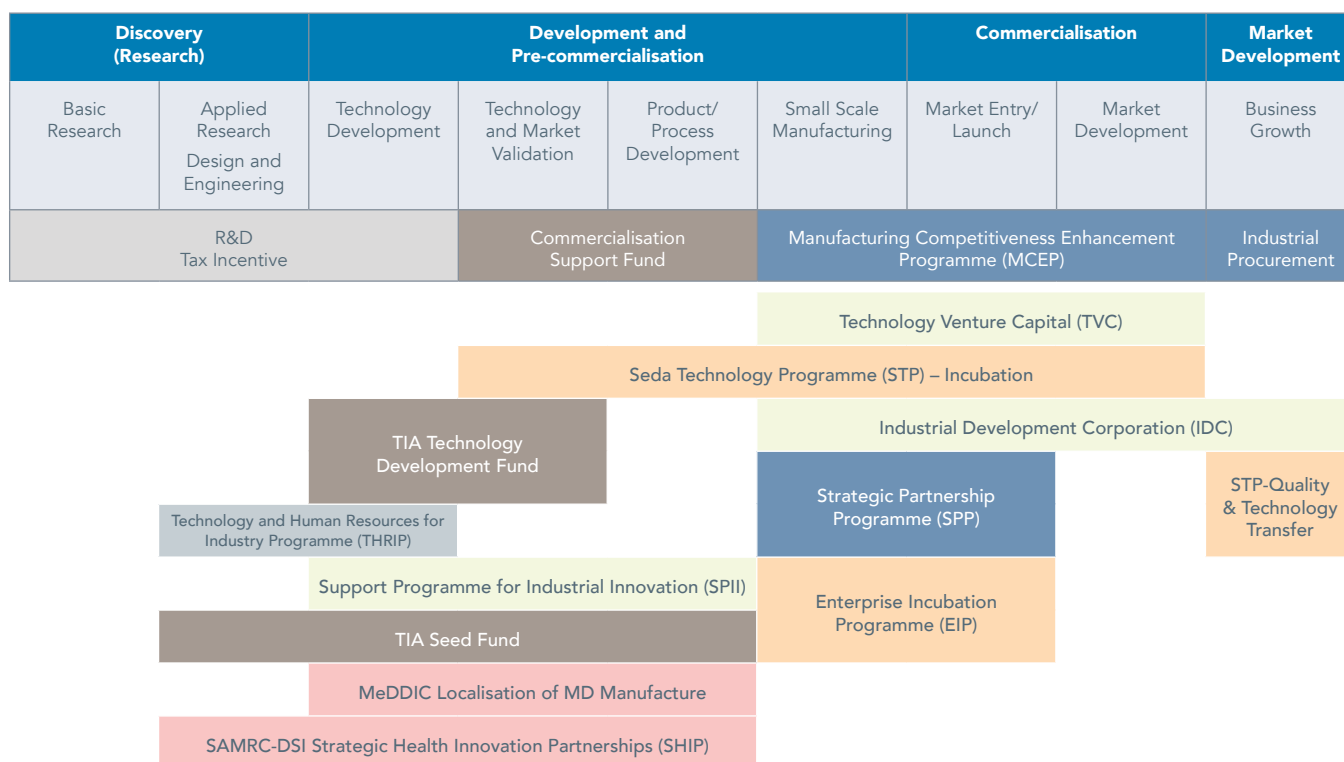 Discovery
(Research)
Development and
Pre-commercialisation
Commercialisation
Market
Development
Basic
Research
Applied
Research
Design and
Engineering
Technology
Development
Technology
and Market
Validation
Product/
Process
Development
Small Scale
Manufacturing
Market Entry/
Launch
Market
Development
Business
Growth
R&D
Tax Incentive
Commercialisation
Support Fund
Manufacturing Competitiveness Enhancement
Programme (MCEP)
Industrial
Procurement
Technology Venture Capital (TVC)
Seda Technology Programme (STP) – Incubation
TIA Technology
Development Fund
Industrial Development Corporation (IDC)
Strategic Partnership
Programme (SPP)
STP-Quality
& Technology
Transfer
Technology and Human Resources for
Industry Programme (THRIP)
Support Programme for Industrial Innovation (SPII)
Enterprise Incubation
Programme (EIP)
TIA Seed Fund
MeDDIC Localisation of MD Manufacture
SAMRC-DSI Strategic Health Innovation Partnerships (SHIP)